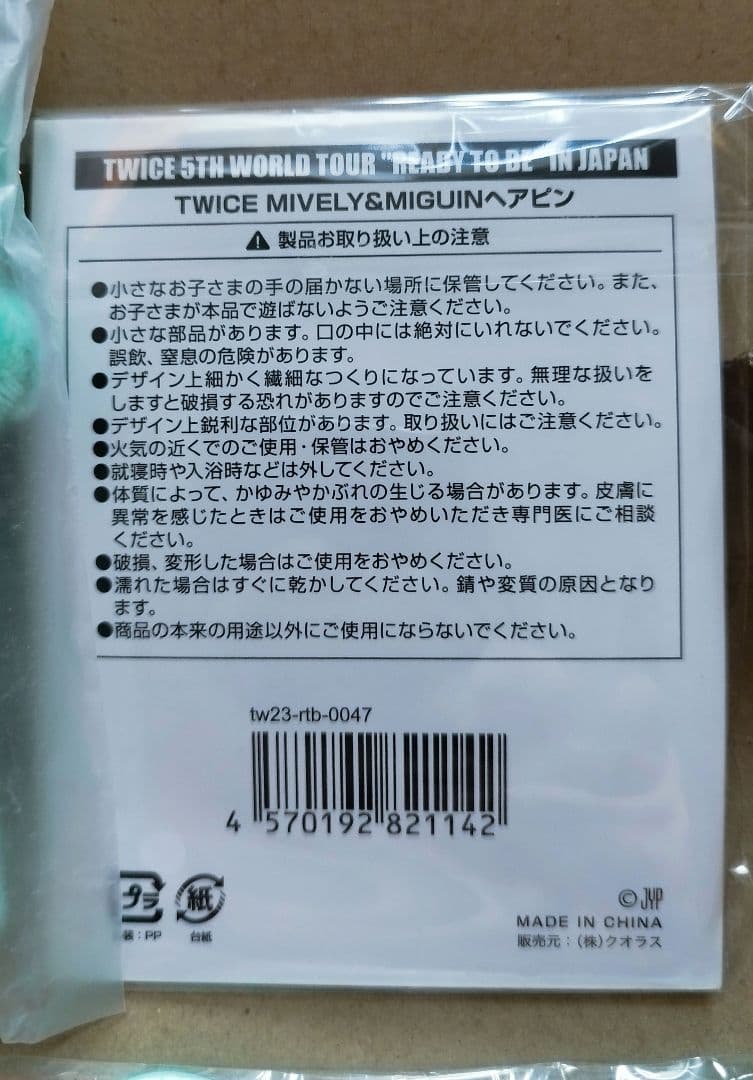 TWICE 5TH WORLD TOUR "READY TO BE" IN JAPAN
TWICE MIVELY&MIGUINヘアピン
製品お取り扱い上の注意
●小さなお子さまの手の届かない場所に保管してください。また、
お子さまが本品で遊ばないようご注意ください。
●小さな部品があります。口の中には絶対にいれないでください。
誤飲、窒息の危険があります。
●デザイン上細かく繊細なつくりになっています。無理な扱いを
しますと破損する恐れがありますのでご注意ください。
●デザイン上鋭利な部位があります。取り扱いにはご注意ください。
●火気の近くでのご使用・保管はおやめください。
●就寝時や入浴時などは外してください。
●体質によって、かゆみやかぶれの生じる場合があります。皮膚に
異常を感じたときはご使用をおやめいただき専門医にご相談
ください。
●破損、変形した場合はご使用をおやめください。
●濡れた場合はすぐに乾かしてください。錆や変質の原因となり
ます。
●商品の本来の用途以外にご使用にならないでください。
tw23-rtb-0047
4 570192 821142
プラ 紙
装：PP 台紙
©JYP
MADE IN CHINA
販売元：(株)クオラス